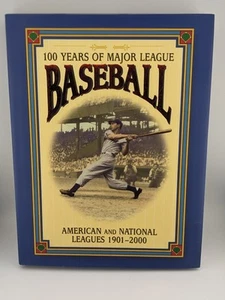 100 YEARS OF MAJOR LEAGUE
BASEBALL
AMERICAN AND NATIONAL
LEAGUES 1901-2000